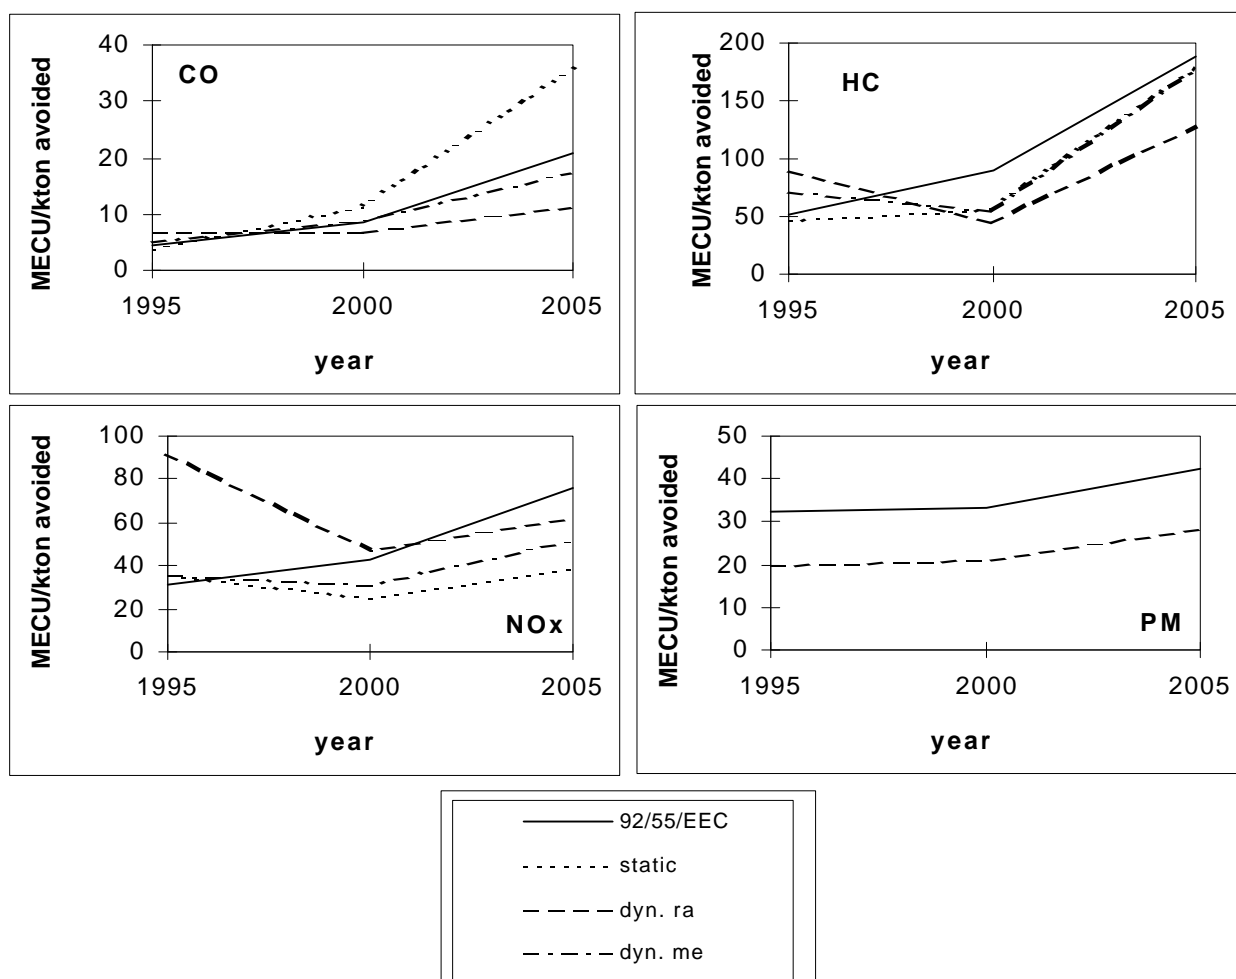 MECU/kton avoided
40
30
20
10
0
CO
1995 2000 2005
year
MECU/kton avoided
200
150
100
50
0
HC
1995 2000 2005
year
MECU/kton avoided
100
80
60
40
20
0
NOx
1995 2000 2005
year
MECU/kton avoided
50
40
30
20
10
0
PM
1995 2000 2005
year
92/55/EEC
static
dyn. ra
dyn. me